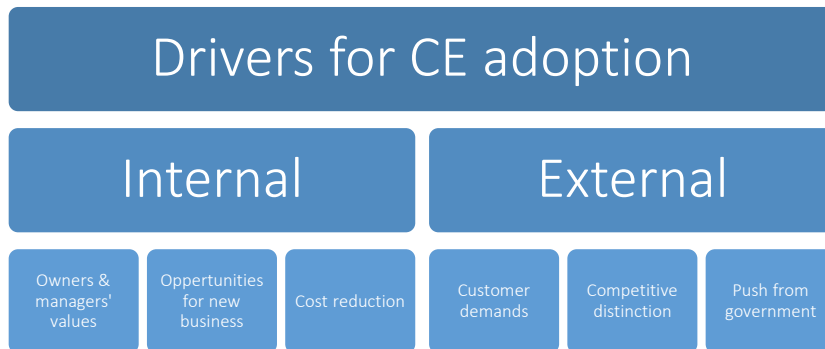 Drivers for CE adoption
Internal
External
Owners &
managers'
values
Oppertunities
for new
business
Cost reduction
Customer
demands
Competitive
distinction
Push from
government